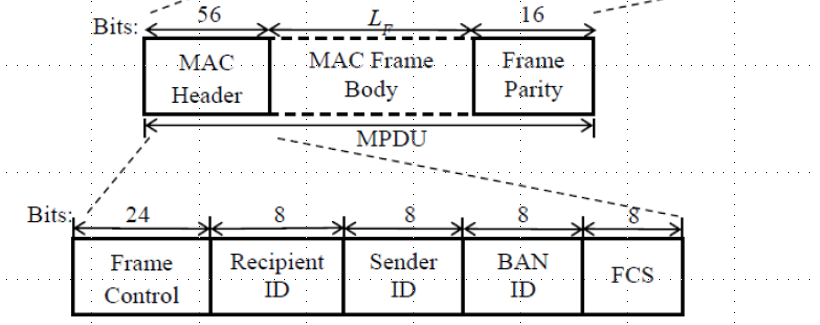 Bits: 56 L_F 16
MAC Header
MAC Frame Body
Frame Parity
MPDU
Bits: 24 8 8 8 8
Frame Control
Recipient ID
Sender ID
BAN ID
FCS